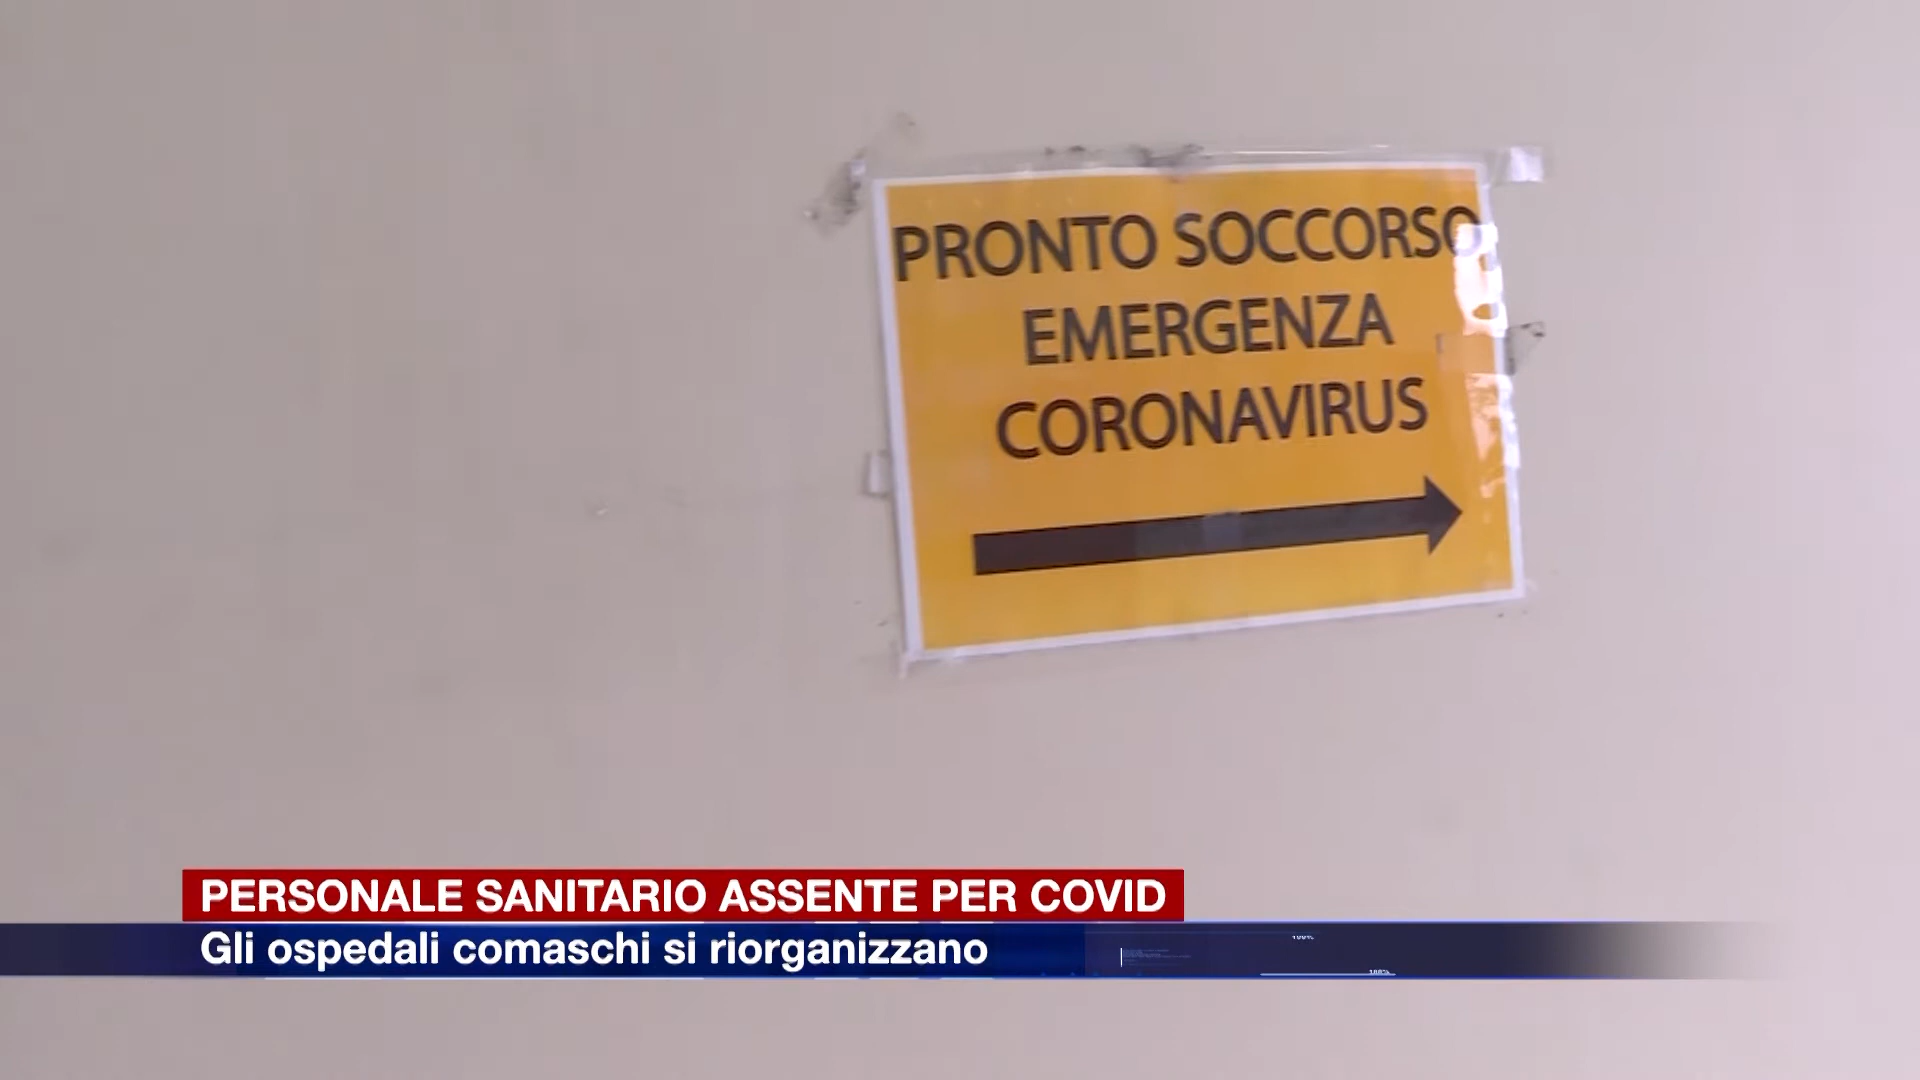 PRONTO SOCCORSO
EMERGENZA
CORONAVIRUS
PERSONALE SANITARIO ASSENTE PER COVID
Gli ospedali comaschi si riorganizzano